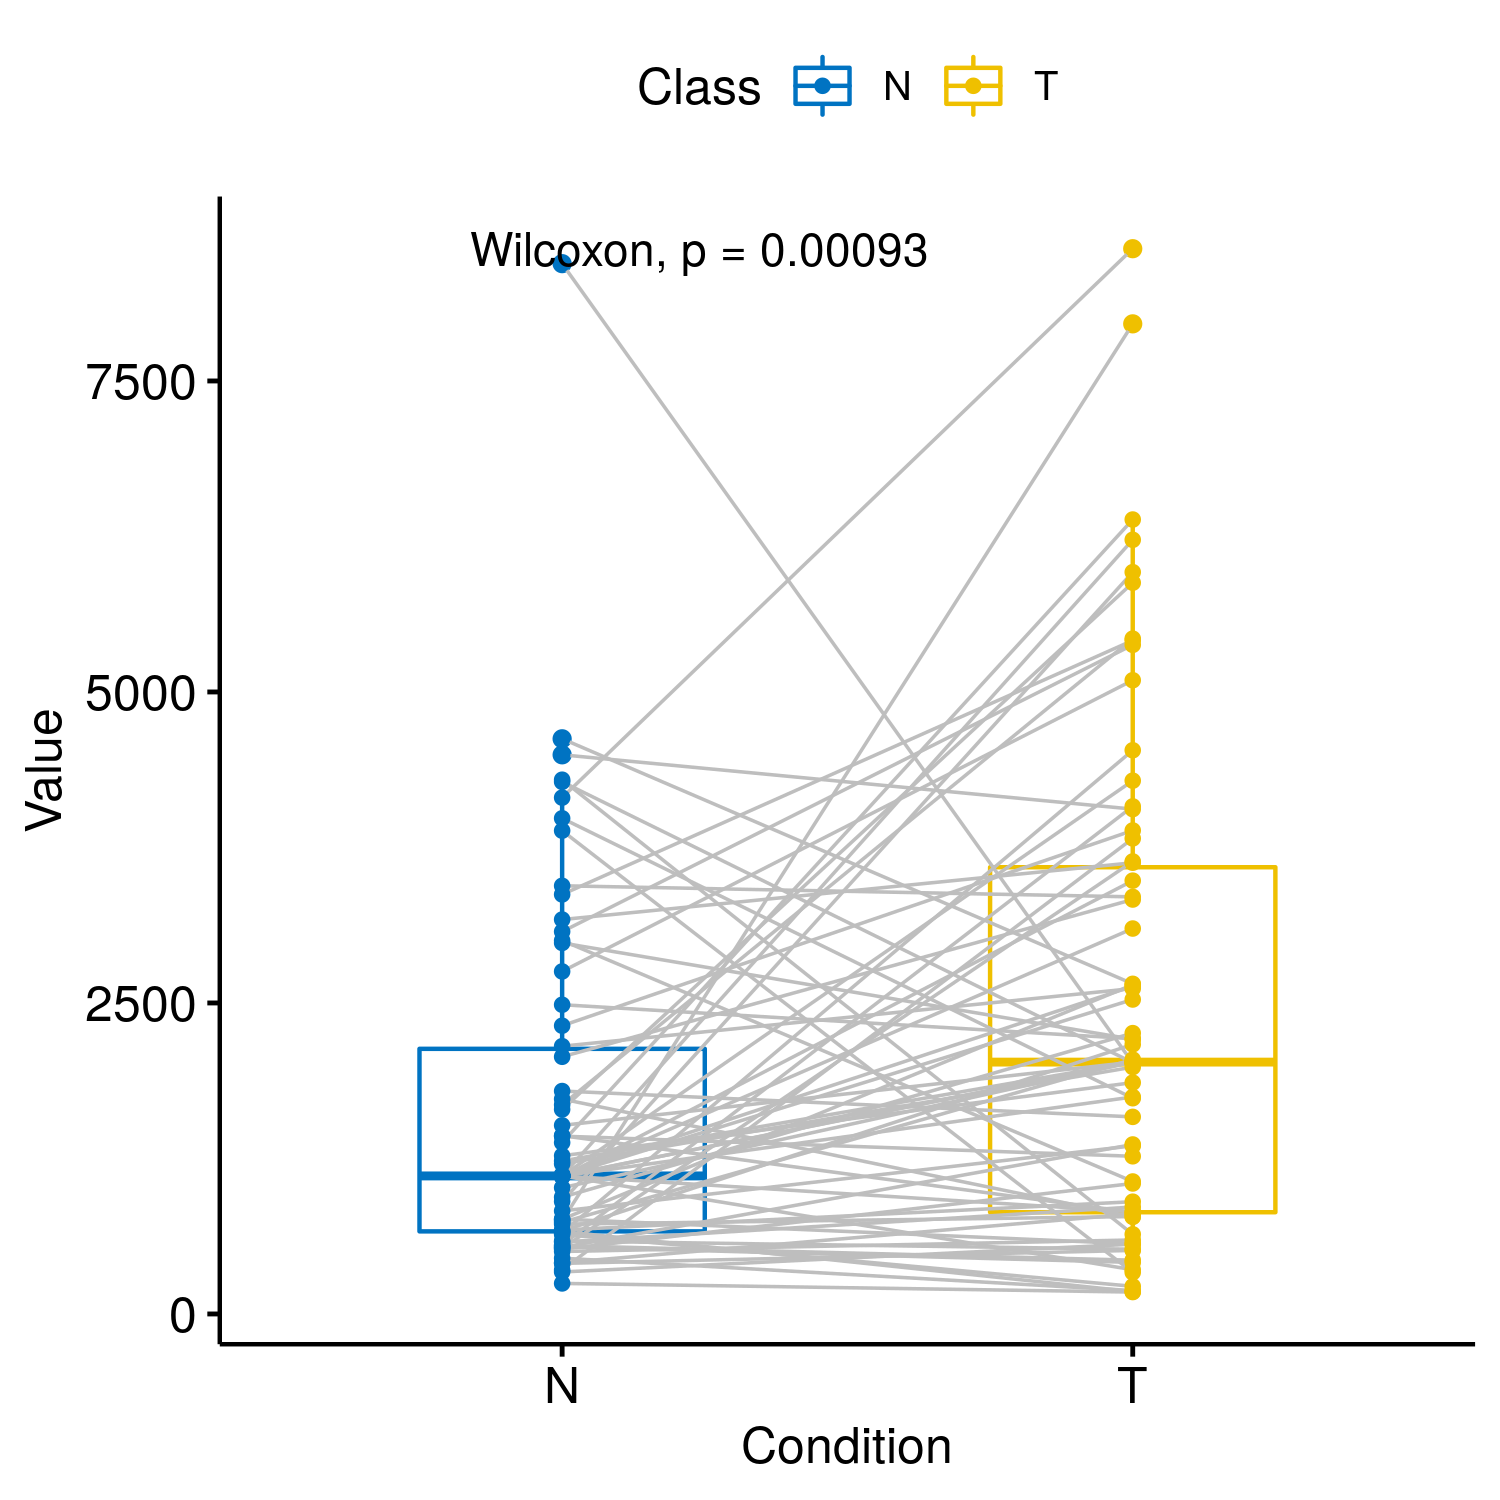 Class N T
Wilcoxon, p = 0.00093
7500
5000
2500
0
Value
N T
Condition